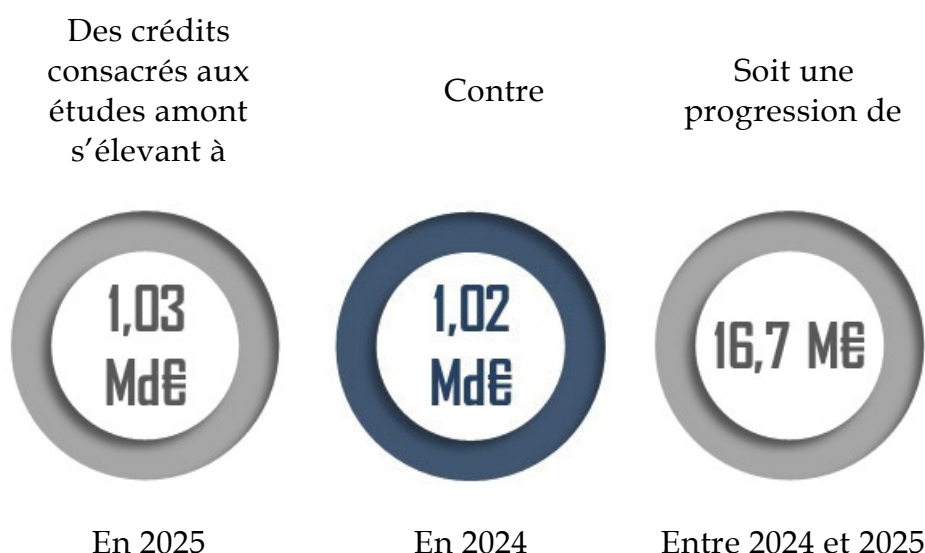 Des crédits
consacrés aux
études amont
s’élevant à
1,03
Md€
En 2025
Contre
1,02
Md€
En 2024
Soit une
progression de
16,7 M€
Entre 2024 et 2025